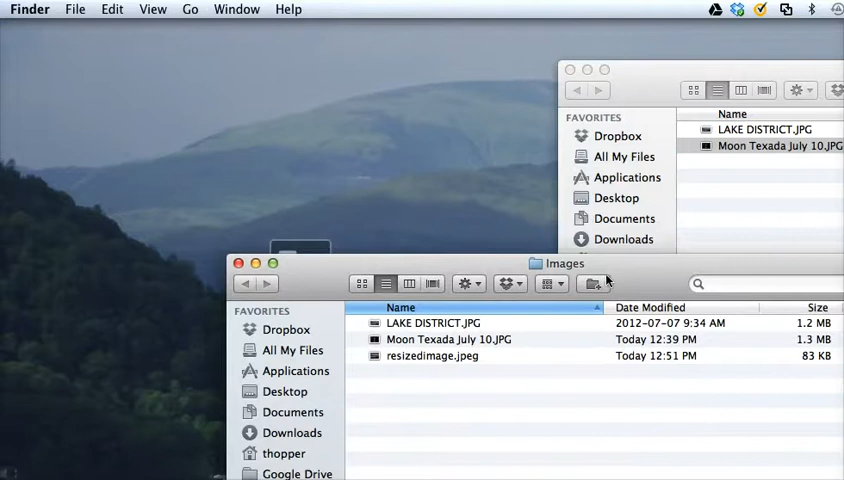 Finder File Edit View Go Window Help
FAVORITES
Dropbox
All My Files
Applications
Desktop
Documents
Downloads
Name
LAKE DISTRICT.JPG
Moon Texada July 10.JPG
Images
FAVORITES
Dropbox
All My Files
Applications
Desktop
Documents
Downloads
thopper
Google Drive
Name Date Modified Size
LAKE DISTRICT.JPG 2012-07-07 9:34 AM 1.2 MB
Moon Texada July 10.JPG Today 12:39 PM 1.3 MB
resizedimage.jpeg Today 12:51 PM 83 KB